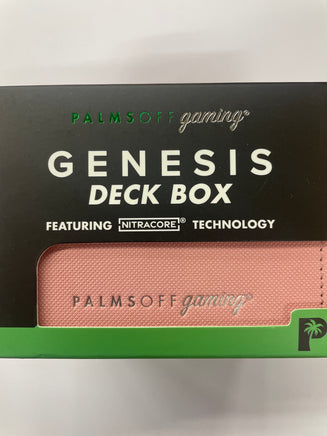 PALMSOFF gaming®
GENESIS
DECK BOX
FEATURING NITRACORE® TECHNOLOGY
PALMSOFF gaming®
P